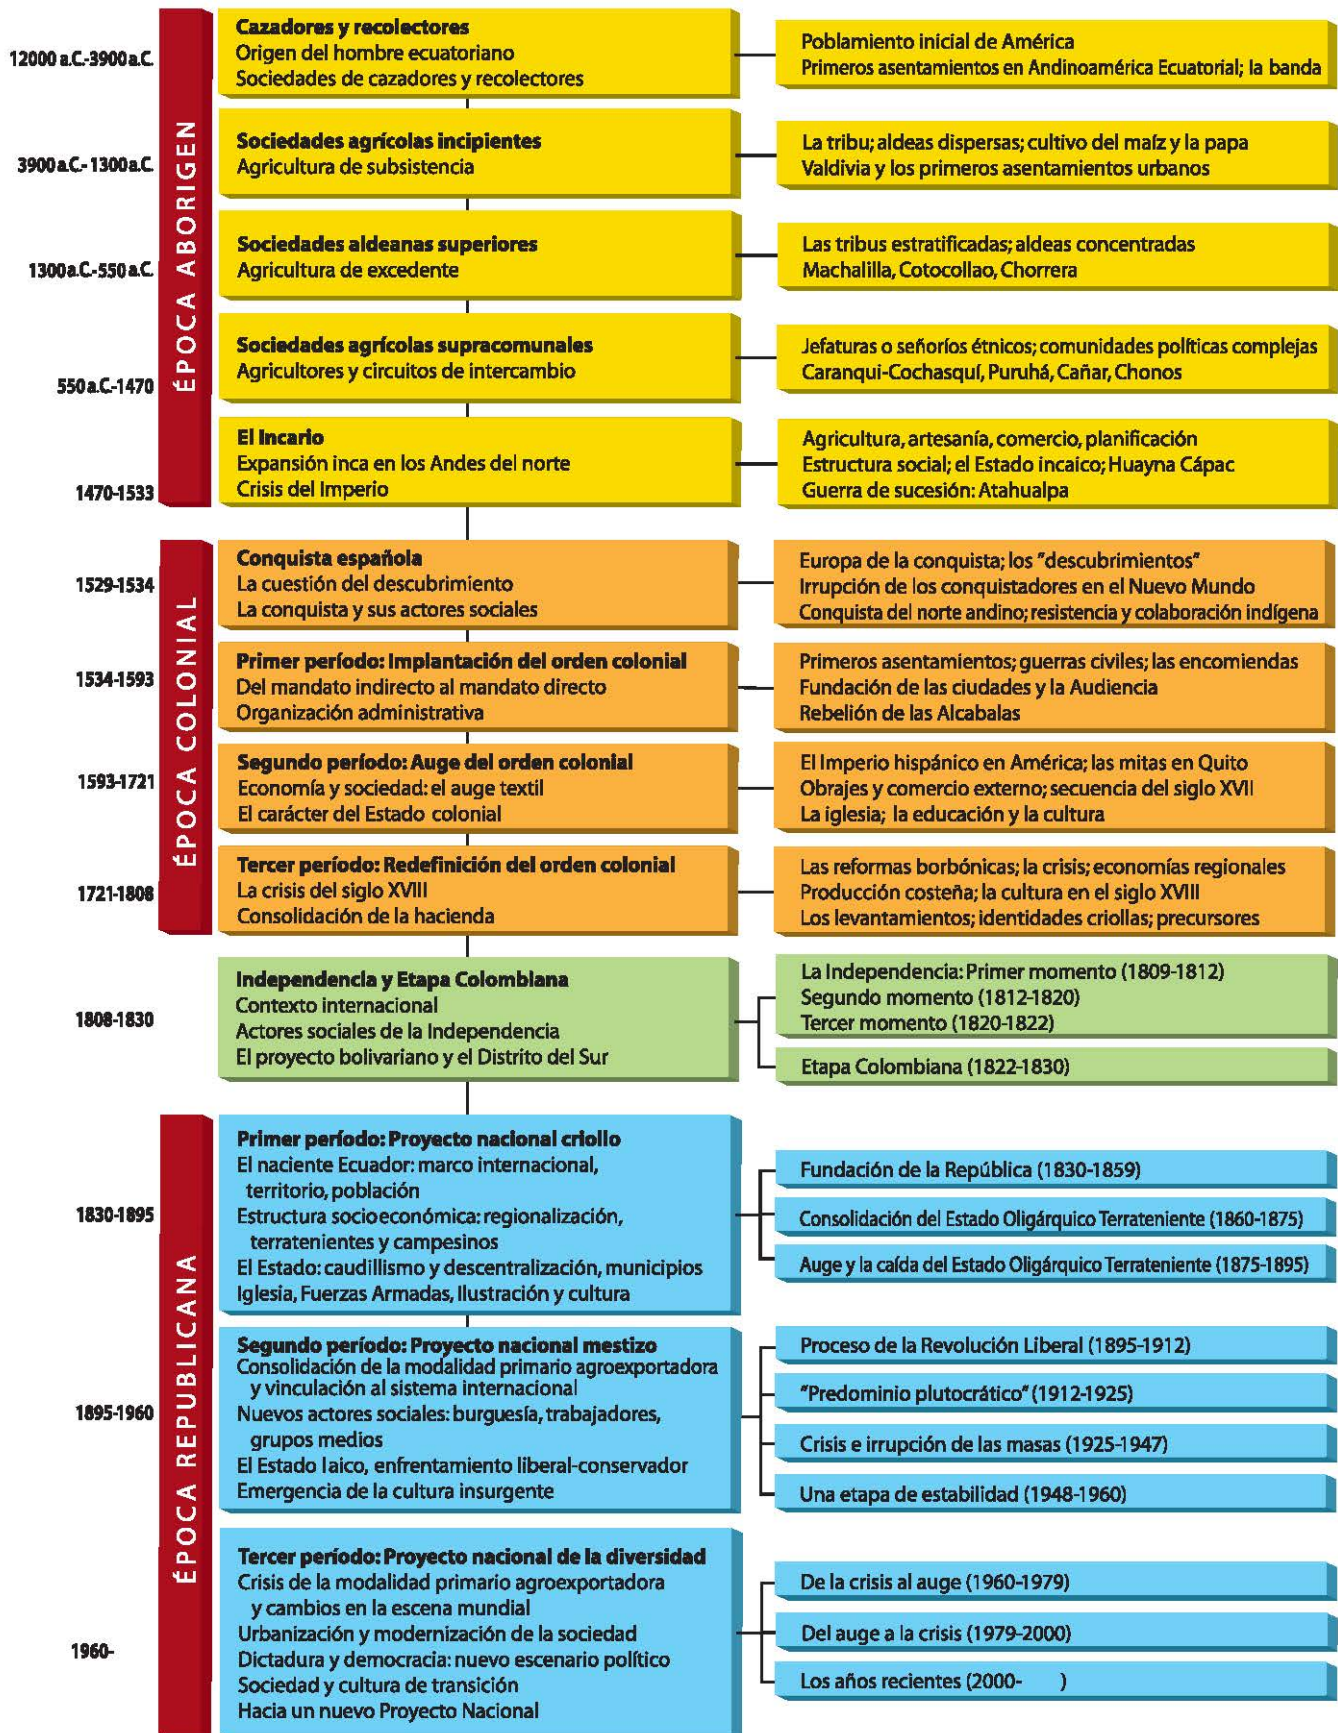 ÉPOCA ABORIGEN
12000 a.C.-3900 a.C.
Cazadores y recolectores
Origen del hombre ecuatoriano
Sociedades de cazadores y recolectores
Poblamiento inicial de América
Primeros asentamientos en Andinoamérica Ecuatorial; la banda
3900 a.C.- 1300 a.C.
Sociedades agrícolas incipientes
Agricultura de subsistencia
La tribu; aldeas dispersas; cultivo del maíz y la papa
Valdivia y los primeros asentamientos urbanos
1300 a.C.-550 a.C.
Sociedades aldeanas superiores
Agricultura de excedente
Las tribus estratificadas; aldeas concentradas
Machalilla, Cotocollao, Chorrera
550 a.C.-1470
Sociedades agrícolas supracomunales
Agricultores y circuitos de intercambio
Jefaturas o señoríos étnicos; comunidades políticas complejas
Caranqui-Cochasquí, Puruhá, Cañar, Chonos
1470-1533
El Incario
Expansión inca en los Andes del norte
Crisis del Imperio
Agricultura, artesanía, comercio, planificación
Estructura social; el Estado incaico; Huayna Cápac
Guerra de sucesión: Atahualpa
ÉPOCA COLONIAL
1529-1534
Conquista española
La cuestión del descubrimiento
La conquista y sus actores sociales
Europa de la conquista; los "descubrimientos"
Irrupción de los conquistadores en el Nuevo Mundo
Conquista del norte andino; resistencia y colaboración indígena
1534-1593
Primer período: Implantación del orden colonial
Del mandato indirecto al mandato directo
Organización administrativa
Primeros asentamientos; guerras civiles; las encomiendas
Fundación de las ciudades y la Audiencia
Rebelión de las Alcabalas
1593-1721
Segundo período: Auge del orden colonial
Economía y sociedad: el auge textil
El carácter del Estado colonial
El Imperio hispánico en América; las mitas en Quito
Obrajes y comercio externo; secuencia del siglo XVII
La iglesia; la educación y la cultura
1721-1808
Tercer período: Redefinición del orden colonial
La crisis del siglo XVIII
Consolidación de la hacienda
Las reformas borbónicas; la crisis; economías regionales
Producción costeña; la cultura en el siglo XVIII
Los levantamientos; identidades criollas; precursores
1808-1830
Independencia y Etapa Colombiana
Contexto internacional
Actores sociales de la Independencia
El proyecto bolivariano y el Distrito del Sur
La Independencia: Primer momento (1809-1812)
Segundo momento (1812-1820)
Tercer momento (1820-1822)
Etapa Colombiana (1822-1830)
ÉPOCA REPUBLICANA
1830-1895
Primer período: Proyecto nacional criollo
El naciente Ecuador: marco internacional,
territorio, población
Estructura socioeconómica: regionalización,
terratenientes y campesinos
El Estado: caudillismo y descentralización, municipios
Iglesia, Fuerzas Armadas, Ilustración y cultura
Fundación de la República (1830-1859)
Consolidación del Estado Oligárquico Terrateniente (1860-1875)
Auge y la caída del Estado Oligárquico Terrateniente (1875-1895)
1895-1960
Segundo período: Proyecto nacional mestizo
Consolidación de la modalidad primario agroexportadora
y vinculación al sistema internacional
Nuevos actores sociales: burguesía, trabajadores,
grupos medios
El Estado laico, enfrentamiento liberal-conservador
Emergencia de la cultura insurgente
Proceso de la Revolución Liberal (1895-1912)
"Predominio plutocrático" (1912-1925)
Crisis e irrupción de las masas (1925-1947)
Una etapa de estabilidad (1948-1960)
1960-
Tercer período: Proyecto nacional de la diversidad
Crisis de la modalidad primario agroexportadora
y cambios en la escena mundial
Urbanización y modernización de la sociedad
Dictadura y democracia: nuevo escenario político
Sociedad y cultura de transición
Hacia un nuevo Proyecto Nacional
De la crisis al auge (1960-1979)
Del auge a la crisis (1979-2000)
Los años recientes (2000- )